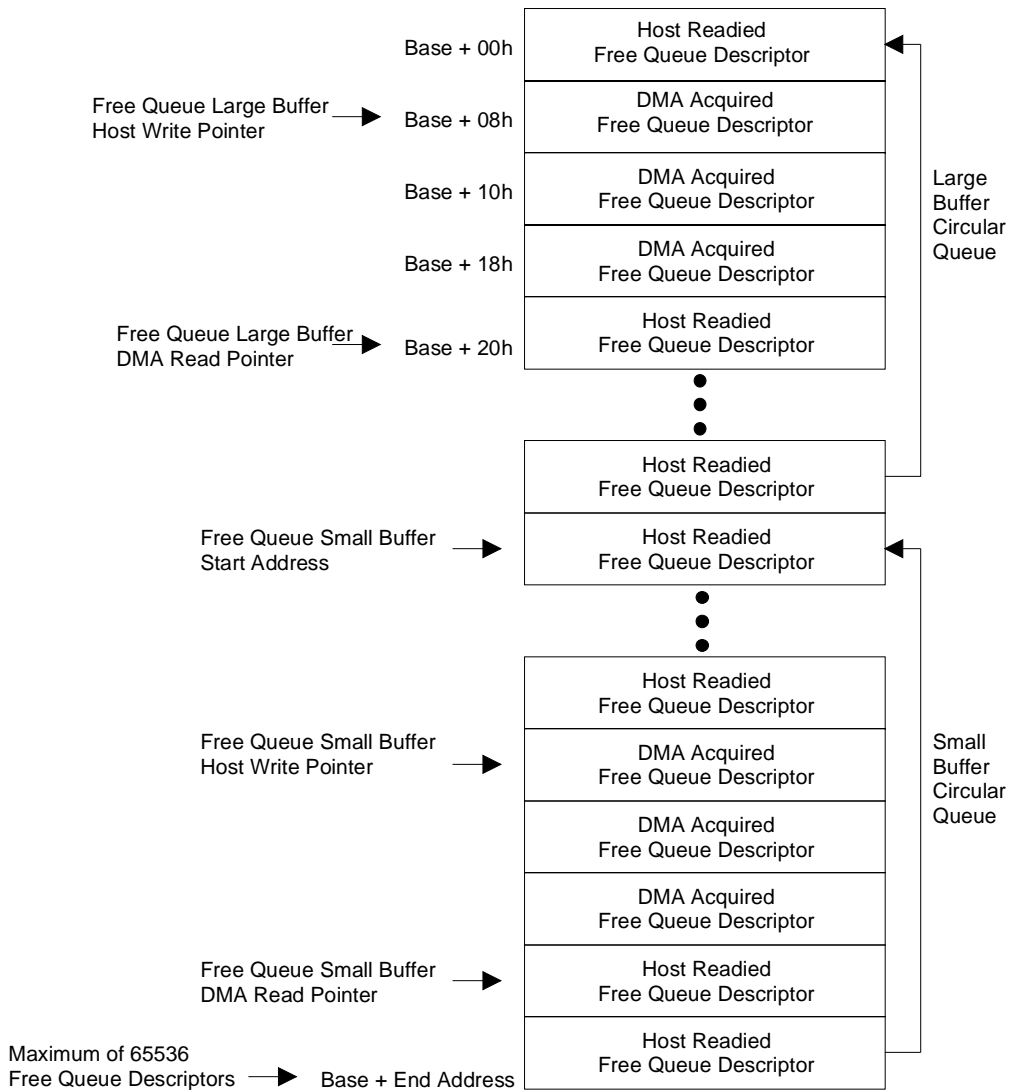 Host Readied
Free Queue Descriptor
Base + 00h
Free Queue Large Buffer
Host Write Pointer
Base + 08h
DMA Acquired
Free Queue Descriptor
Base + 10h
DMA Acquired
Free Queue Descriptor
Large
Buffer
Circular
Queue
Base + 18h
DMA Acquired
Free Queue Descriptor
Free Queue Large Buffer
DMA Read Pointer
Base + 20h
Host Readied
Free Queue Descriptor
Host Readied
Free Queue Descriptor
Free Queue Small Buffer
Start Address
Host Readied
Free Queue Descriptor
Host Readied
Free Queue Descriptor
Free Queue Small Buffer
Host Write Pointer
DMA Acquired
Free Queue Descriptor
Small
Buffer
Circular
Queue
DMA Acquired
Free Queue Descriptor
DMA Acquired
Free Queue Descriptor
Free Queue Small Buffer
DMA Read Pointer
Host Readied
Free Queue Descriptor
Maximum of 65536
Free Queue Descriptors
Base + End Address
Host Readied
Free Queue Descriptor